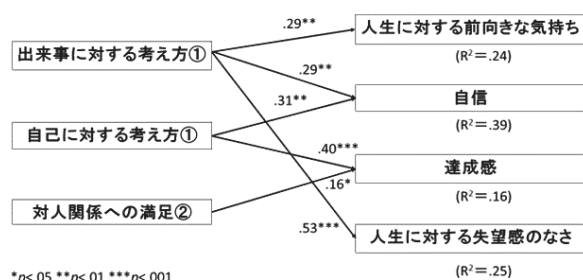 出来事に対する考え方①
自己に対する考え方①
対人関係への満足②
.29**
.29**
.31**
.40***
.16*
.53***
人生に対する前向きな気持ち
(R²=.24)
自信
(R²=.39)
達成感
(R²=.16)
人生に対する失望感のなさ
(R²=.25)
*p<.05 **p<.01 ***p<.001